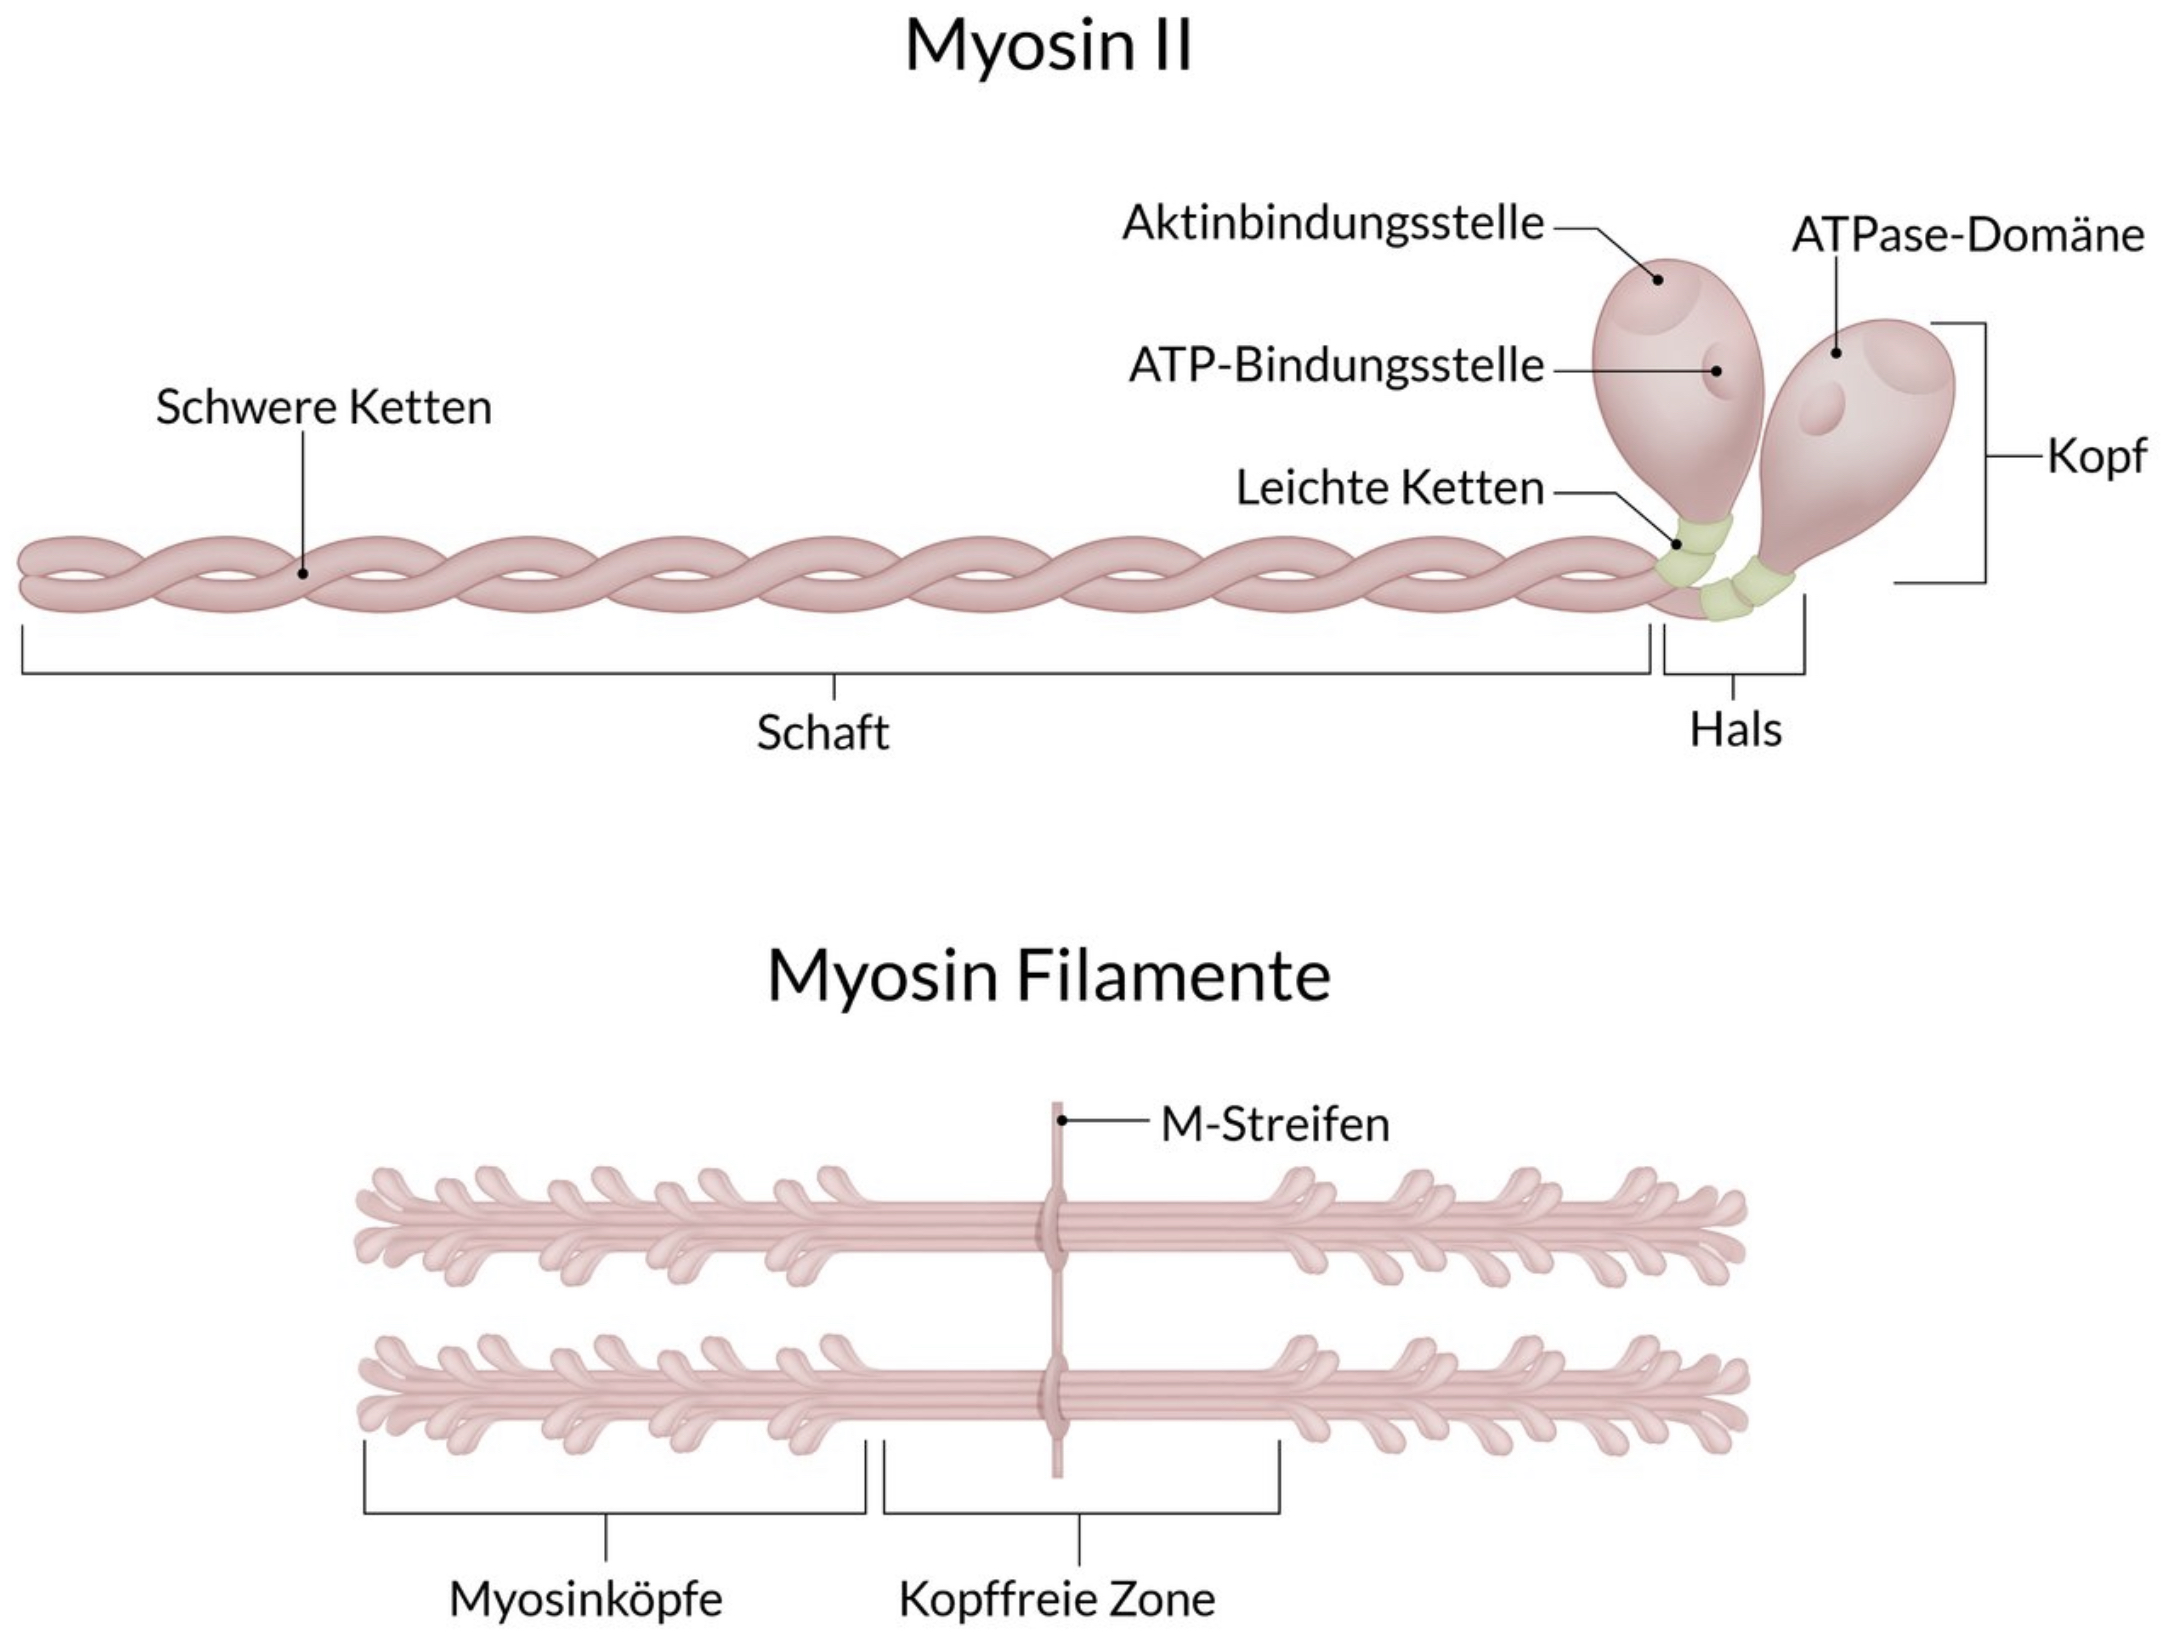 Myosin II
Aktinbindungsstelle
ATPase-Domäne
ATP-Bindungsstelle
Schwere Ketten
Kopf
Leichte Ketten
Schaft
Hals
Myosin Filamente
M-Streifen
Myosinköpfe
Kopffreie Zone